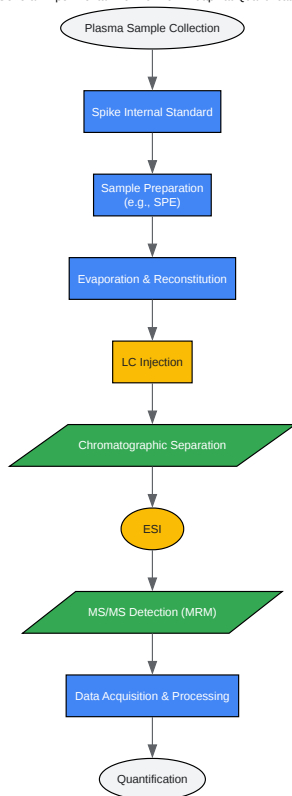 Plasma Sample Collection
Spike Internal Standard
Sample Preparation
(e.g., SPE)
Evaporation & Reconstitution
LC Injection
Chromatographic Separation
ESI
MS/MS Detection (MRM)
Data Acquisition & Processing
Quantification